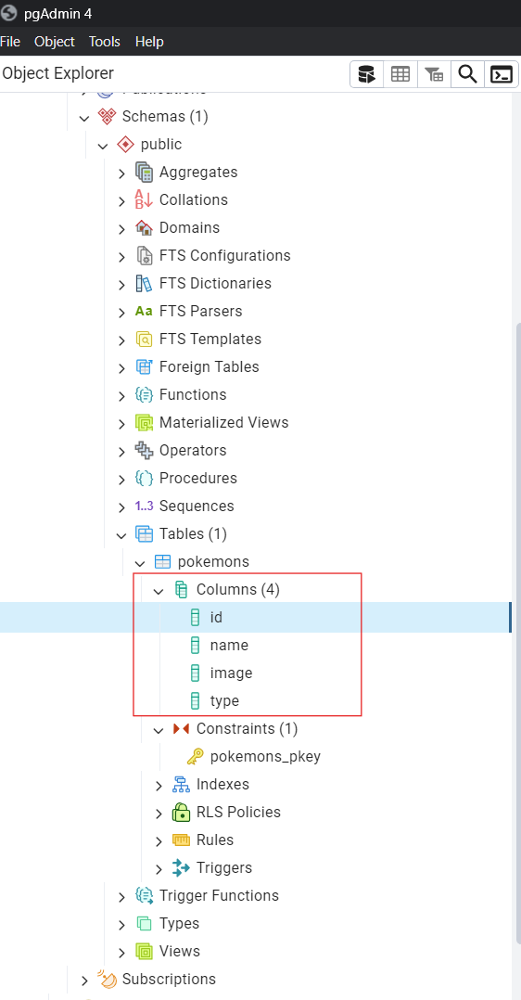 pgAdmin 4
File Object Tools Help
Object Explorer
Publications
Schemas (1)
public
Aggregates
Collations
Domains
FTS Configurations
FTS Dictionaries
Aa FTS Parsers
FTS Templates
Foreign Tables
Functions
Materialized Views
Operators
Procedures
1..3 Sequences
Tables (1)
pokemons
Columns (4)
id
name
image
type
Constraints (1)
pokemons_pkey
Indexes
RLS Policies
Rules
Triggers
Trigger Functions
Types
Views
Subscriptions